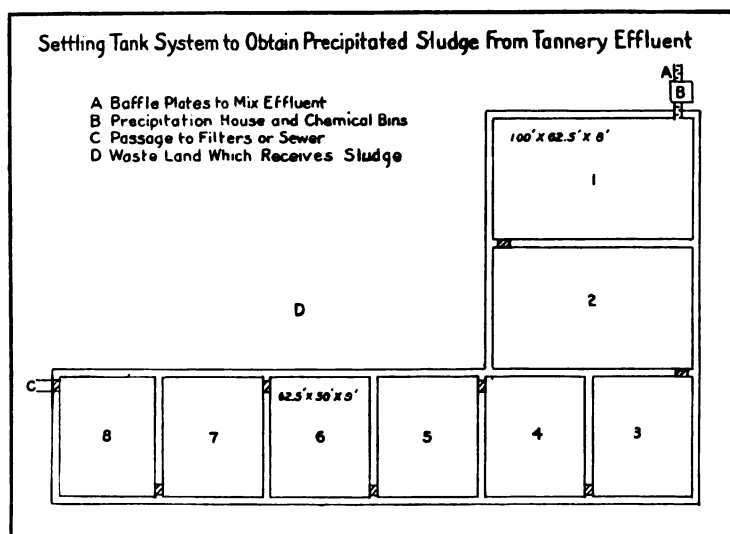 Settling Tank System to Obtain Precipitated Sludge From Tannery Effluent
A Baffle Plates to Mix Effluent
B Precipitation House and Chemical Bins
C Passage to Filters or Sewer
D Waste Land Which Receives Sludge
A
B
100' X 62.5' X 8'
1
2
D
C
62.5' X 50' X 5'
8
7
6
5
4
3